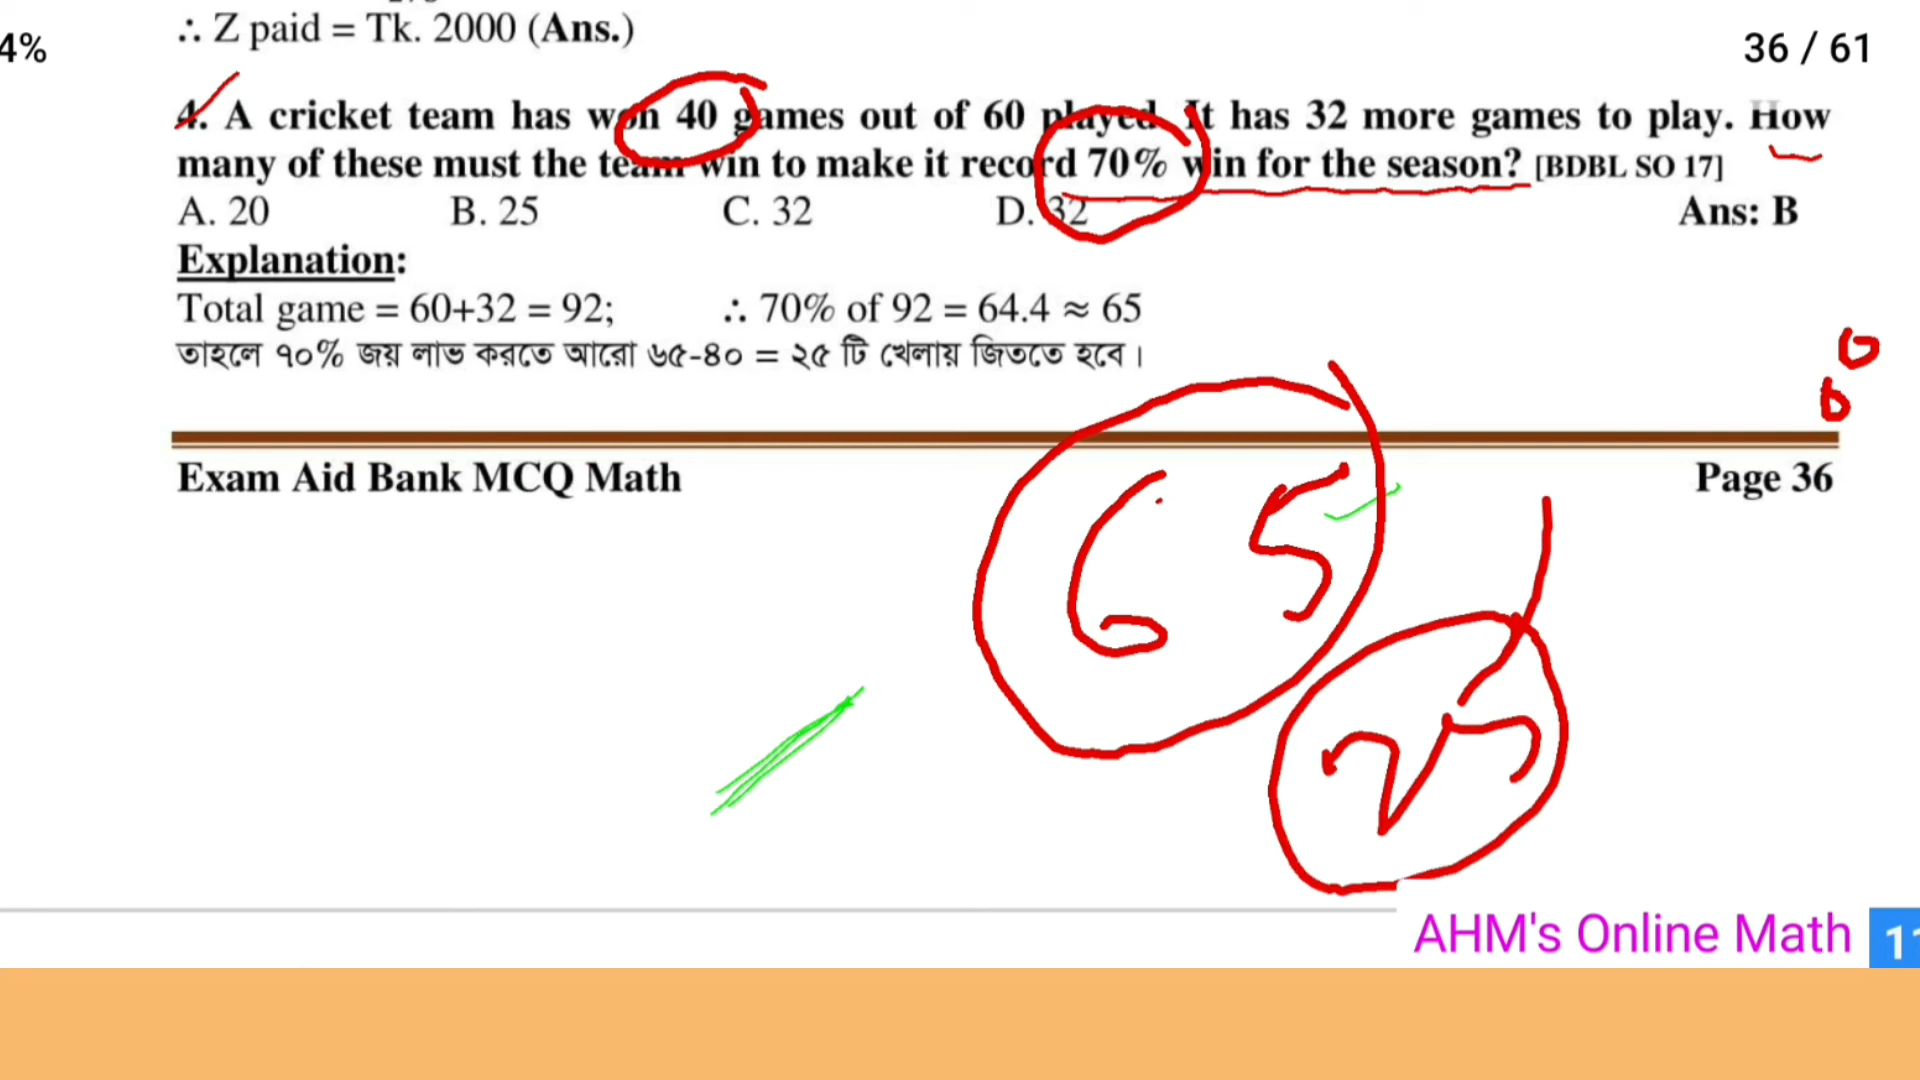 ∴ Z paid = Tk. 2000 (Ans.)
4%
36 / 61
4. A cricket team has won 40 games out of 60 played. It has 32 more games to play. How
many of these must the team win to make it record 70% win for the season? [BDBL SO 17]
A. 20 B. 25 C. 32 D. 32 Ans: B
Explanation:
Total game = 60+32 = 92; ∴ 70% of 92 = 64.4 ≈ 65
তাহলে ৭০% জয় লাভ করতে আরো ৬৫-৪০ = ২৫ টি খেলায় জিততে হবে।
Exam Aid Bank MCQ Math Page 36
65
25
AHM's Online Math